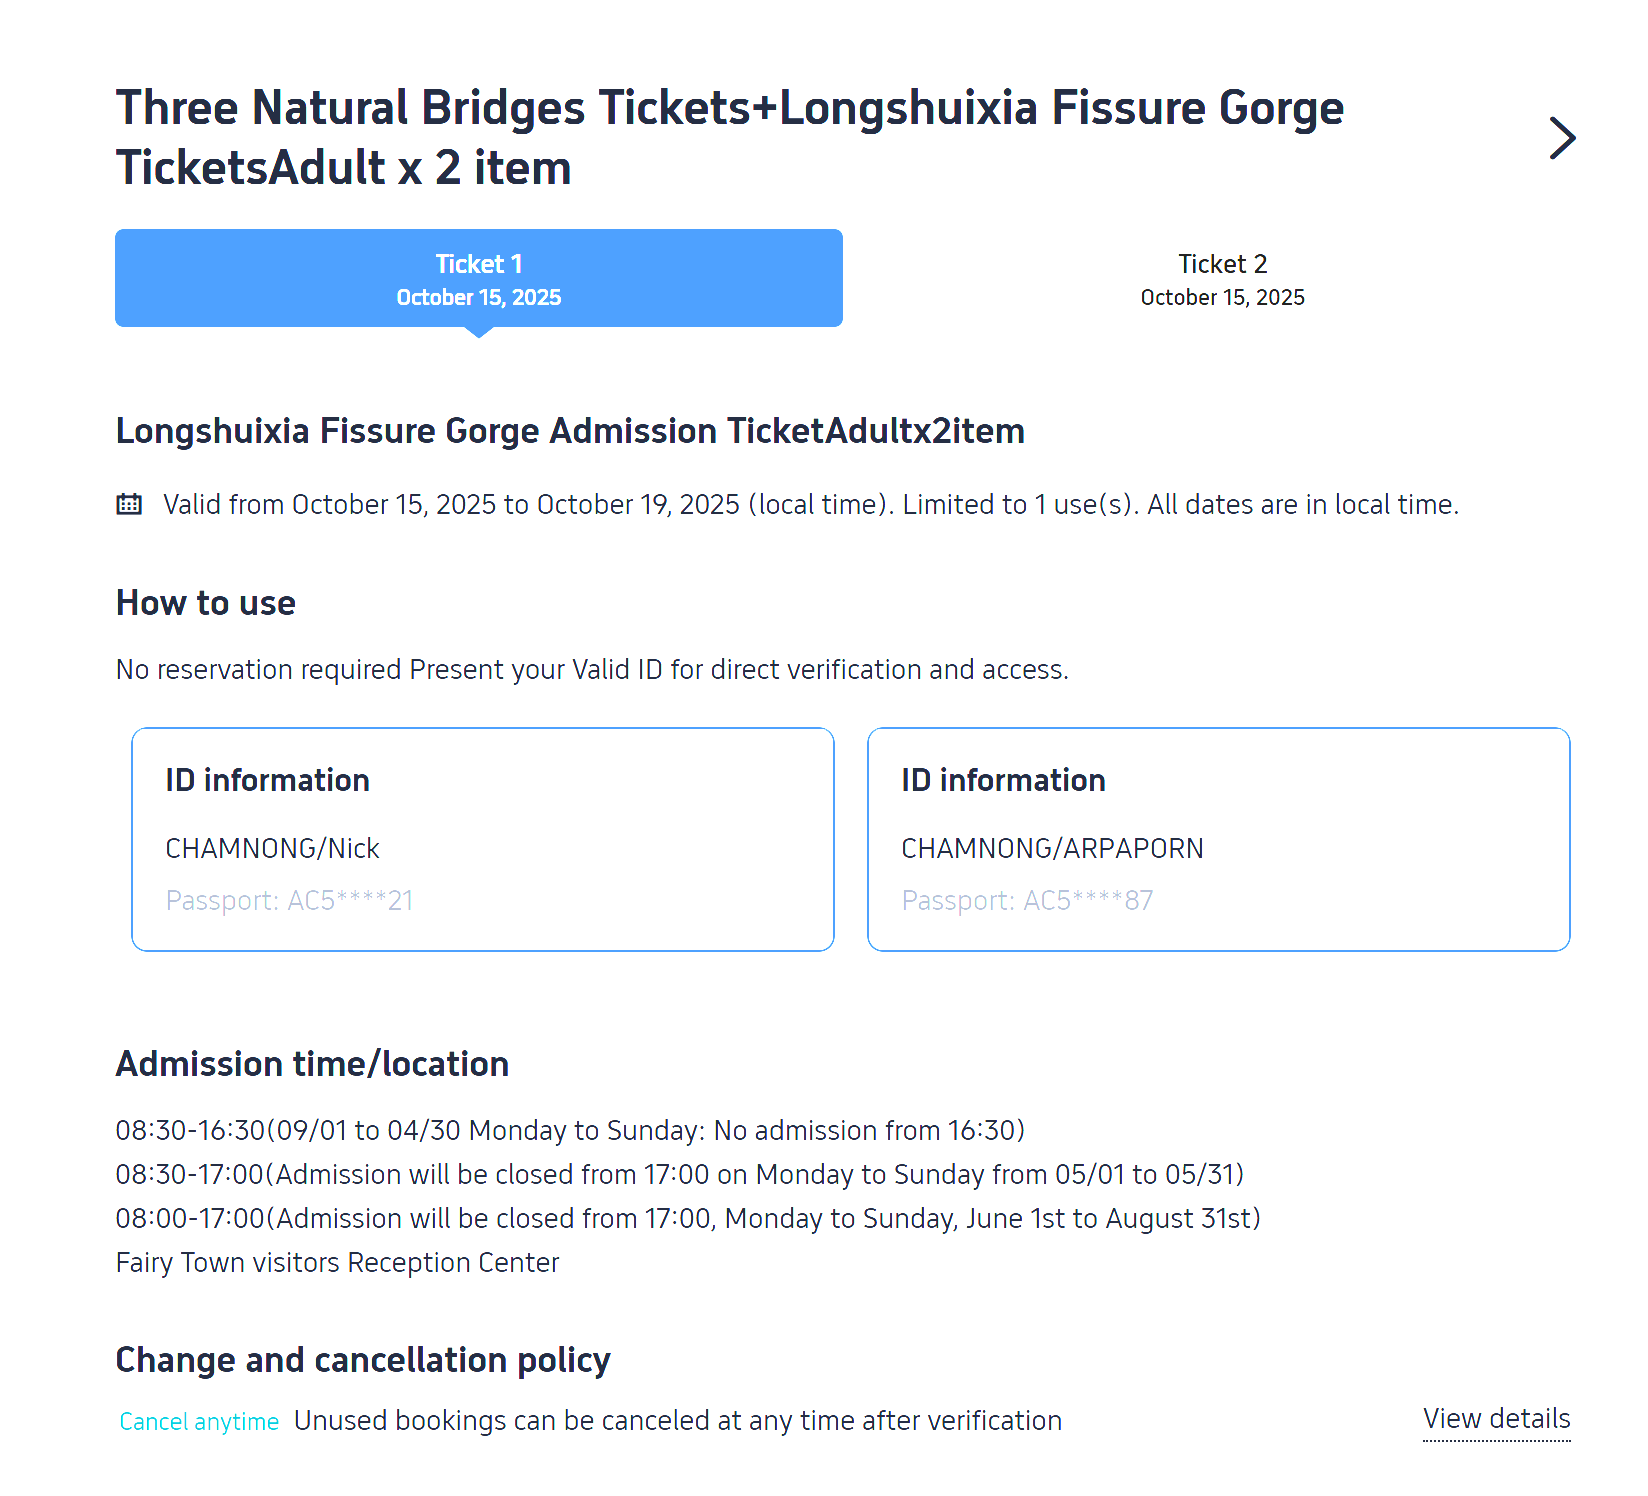 Three Natural Bridges Tickets+Longshuixia Fissure Gorge
TicketsAdult x 2 item
Ticket 1
October 15, 2025
Ticket 2
October 15, 2025
Longshuixia Fissure Gorge Admission TicketAdultx2item
Valid from October 15, 2025 to October 19, 2025 (local time). Limited to 1 use(s). All dates are in local time.
How to use
No reservation required Present your Valid ID for direct verification and access.
ID information
CHAMNONG/Nick
Passport: AC5****21
ID information
CHAMNONG/ARPAPORN
Passport: AC5****87
Admission time/location
08:30-16:30(09/01 to 04/30 Monday to Sunday: No admission from 16:30)
08:30-17:00(Admission will be closed from 17:00 on Monday to Sunday from 05/01 to 05/31)
08:00-17:00(Admission will be closed from 17:00, Monday to Sunday, June 1st to August 31st)
Fairy Town visitors Reception Center
Change and cancellation policy
Cancel anytime Unused bookings can be canceled at any time after verification
View details